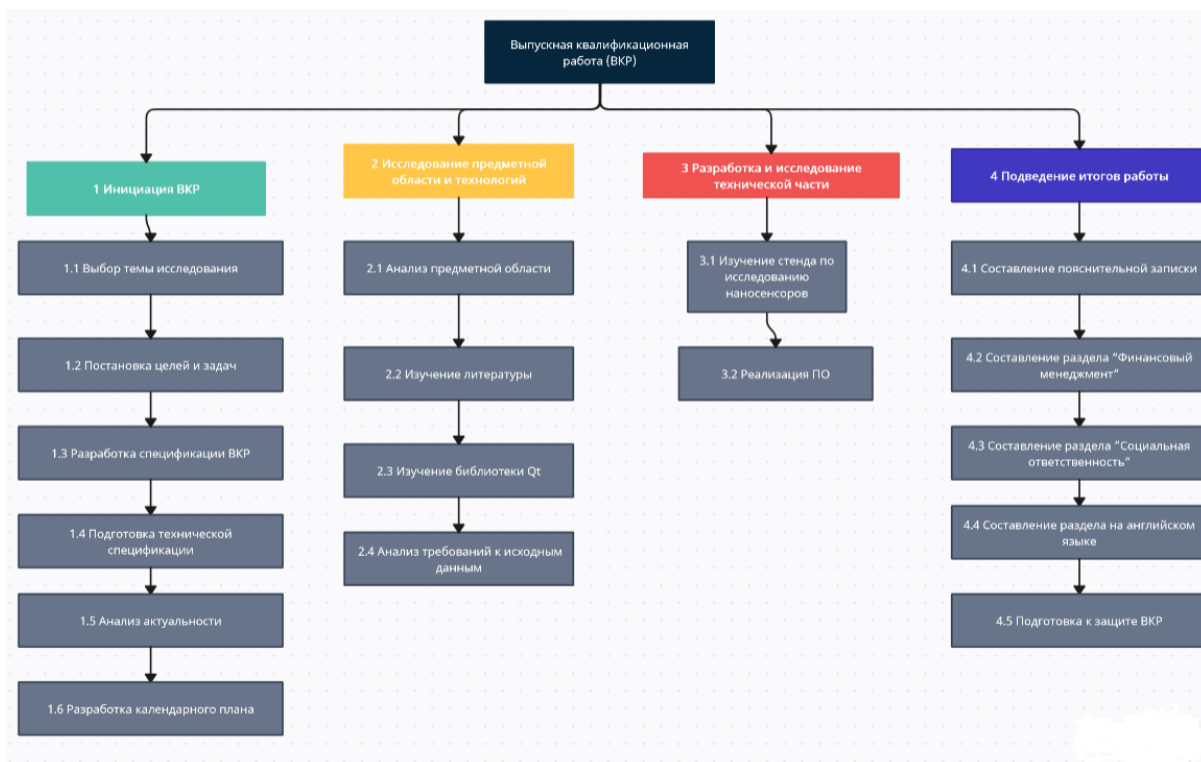 Выпускная квалификационная
работа (ВКР)
1 Инициация ВКР
1.1 Выбор темы исследования
1.2 Постановка целей и задач
1.3 Разработка спецификации ВКР
1.4 Подготовка технической
спецификации
1.5 Анализ актуальности
1.6 Разработка календарного плана
2 Исследование предметной
области и технологий
2.1 Анализ предметной области
2.2 Изучение литературы
2.3 Изучение библиотеки Qt
2.4 Анализ требований к исходным
данным
3 Разработка и исследование
технической части
3.1 Изучение стенда по
исследованию
наносенсоров
3.2 Реализация ПО
4 Подведение итогов работы
4.1 Составление пояснительной записки
4.2 Составление раздела “Финансовый
менеджмент“
4.3 Составление раздела “Социальная
ответственность“
4.4 Составление раздела на английском
языке
4.5 Подготовка к защите ВКР